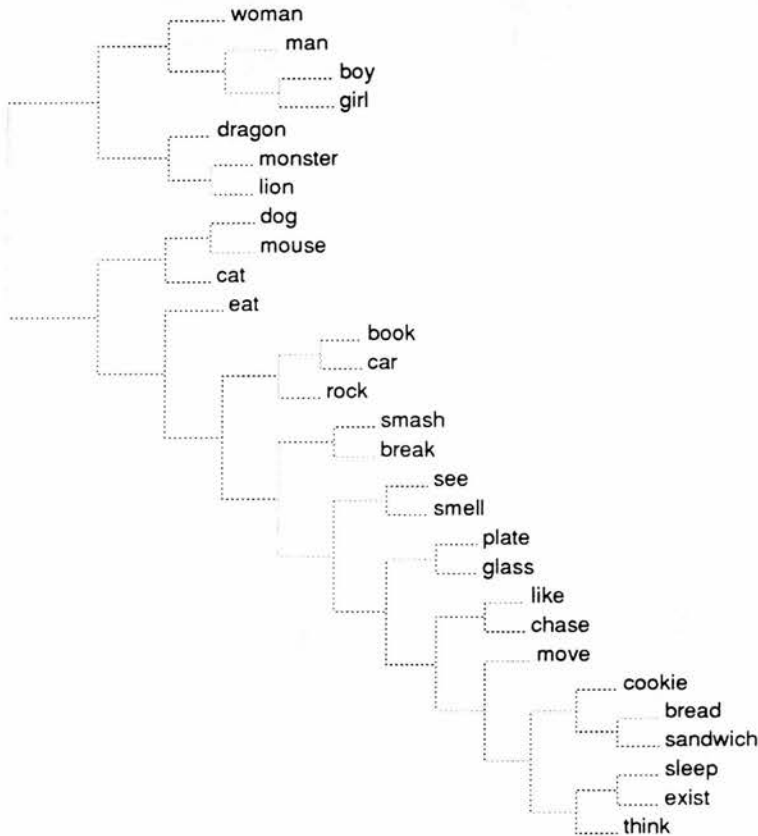 woman
man
boy
girl
dragon
monster
lion
dog
mouse
cat
eat
book
car
rock
smash
break
see
smell
plate
glass
like
chase
move
cookie
bread
sandwich
sleep
exist
think